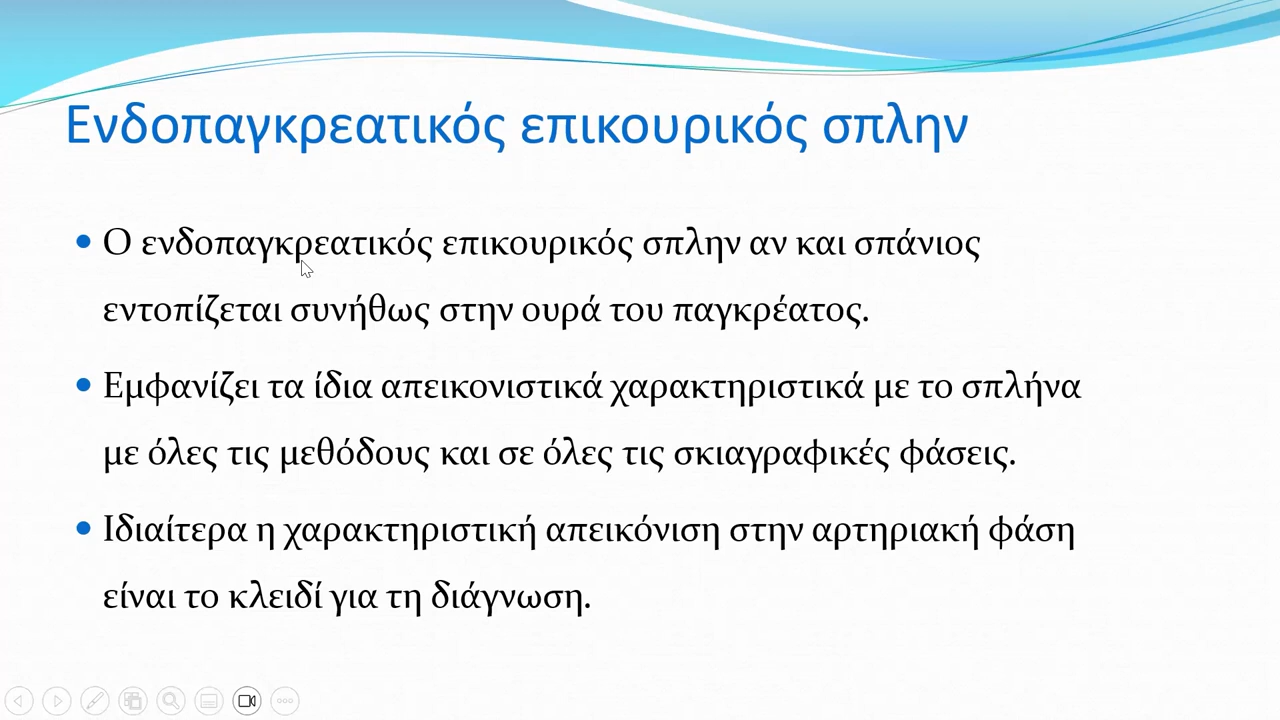 Ενδοπαγκρεατικός επικουρικός σπλην
Ο ενδοπαγκρεατικός επικουρικός σπλην αν και σπάνιος
εντοπίζεται συνήθως στην ουρά του παγκρέατος.
Εμφανίζει τα ίδια απεικονιστικά χαρακτηριστικά με το σπλήνα
με όλες τις μεθόδους και σε όλες τις σκιαγραφικές φάσεις.
Ιδιαίτερα η χαρακτηριστική απεικόνιση στην αρτηριακή φάση
είναι το κλειδί για τη διάγνωση.